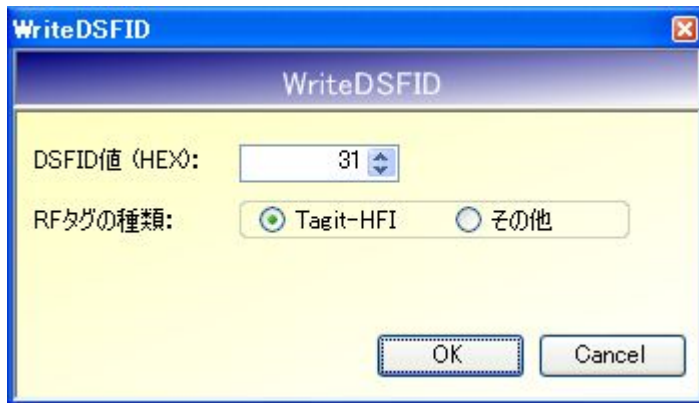 WriteDSFID
WriteDSFID
DSFID値 (HEX): 31
RFタグの種類: Tagit-HFI その他
OK Cancel